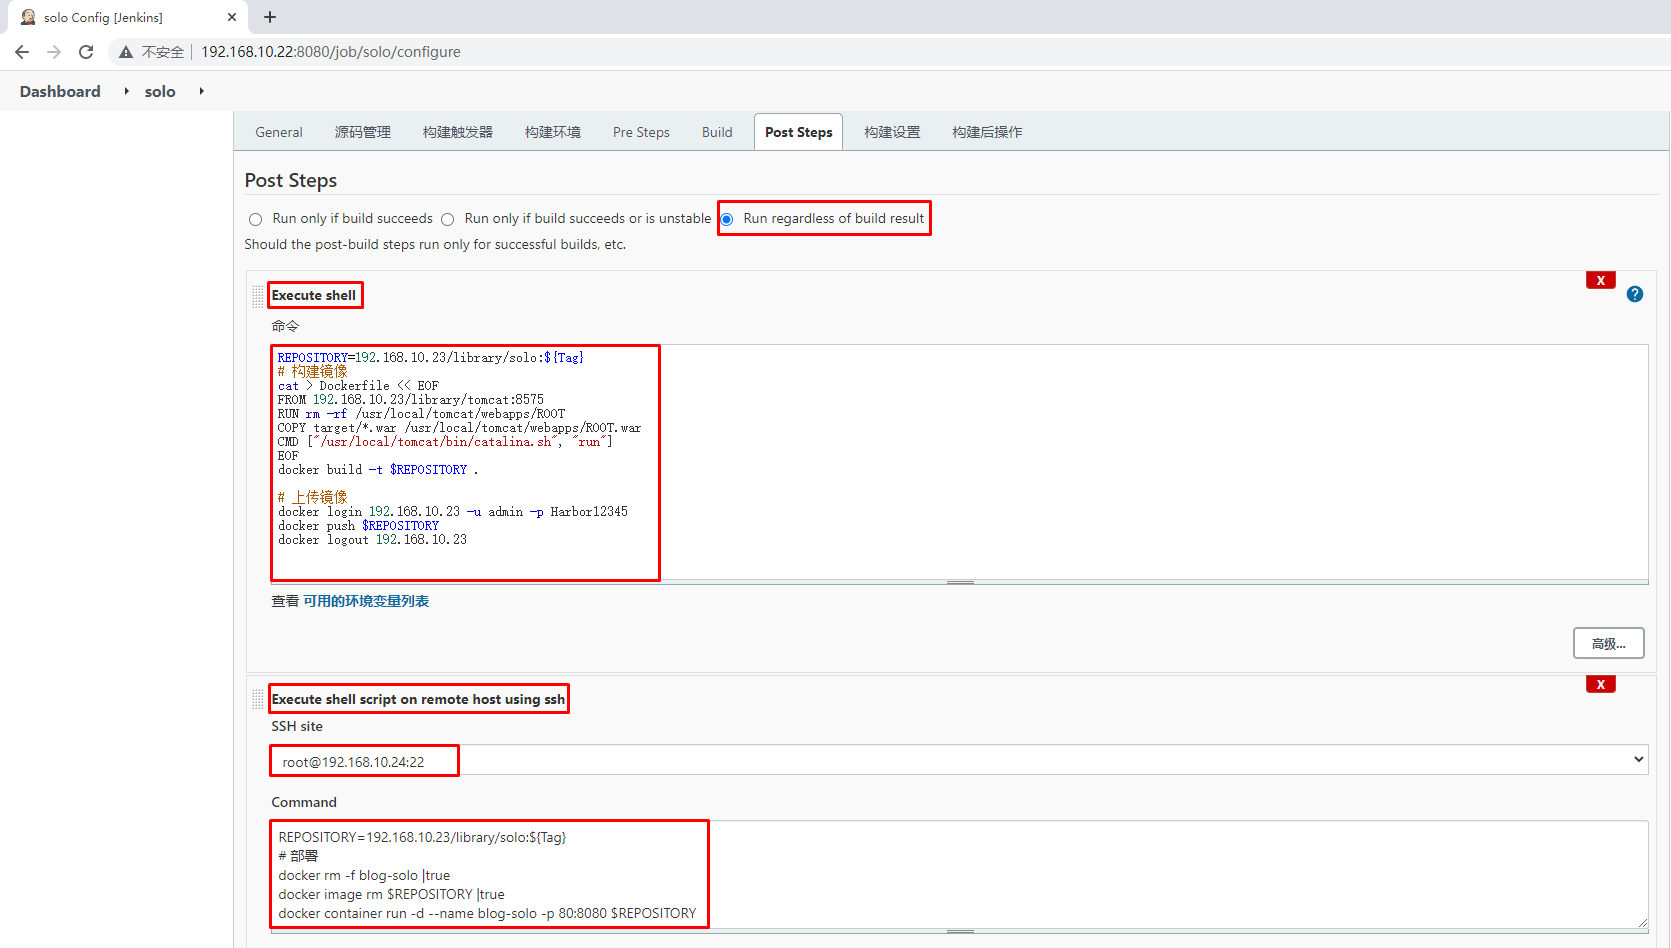 solo Config [Jenkins]
不安全 192.168.10.22:8080/job/solo/configure
Dashboard solo
General 源码管理 构建触发器 构建环境 Pre Steps Build Post Steps 构建设置 构建后操作
Post Steps
Run only if build succeeds Run only if build succeeds or is unstable Run regardless of build result
Should the post-build steps run only for successful builds, etc.
X
Execute shell
?
命令
REPOSITORY=192.168.10.23/library/solo:${Tag}
# 构建镜像
cat > Dockerfile << EOF
FROM 192.168.10.23/library/tomcat:8575
RUN rm -rf /usr/local/tomcat/webapps/ROOT
COPY target/*.war /usr/local/tomcat/webapps/ROOT.war
CMD ["/usr/local/tomcat/bin/catalina.sh", "run"]
EOF
docker build -t $REPOSITORY .
# 上传镜像
docker login 192.168.10.23 -u admin -p Harbor12345
docker push $REPOSITORY
docker logout 192.168.10.23
查看 可用的环境变量列表
高级...
X
Execute shell script on remote host using ssh
SSH site
root@192.168.10.24:22
Command
REPOSITORY=192.168.10.23/library/solo:${Tag}
# 部署
docker rm -f blog-solo |true
docker image rm $REPOSITORY |true
docker container run -d --name blog-solo -p 80:8080 $REPOSITORY